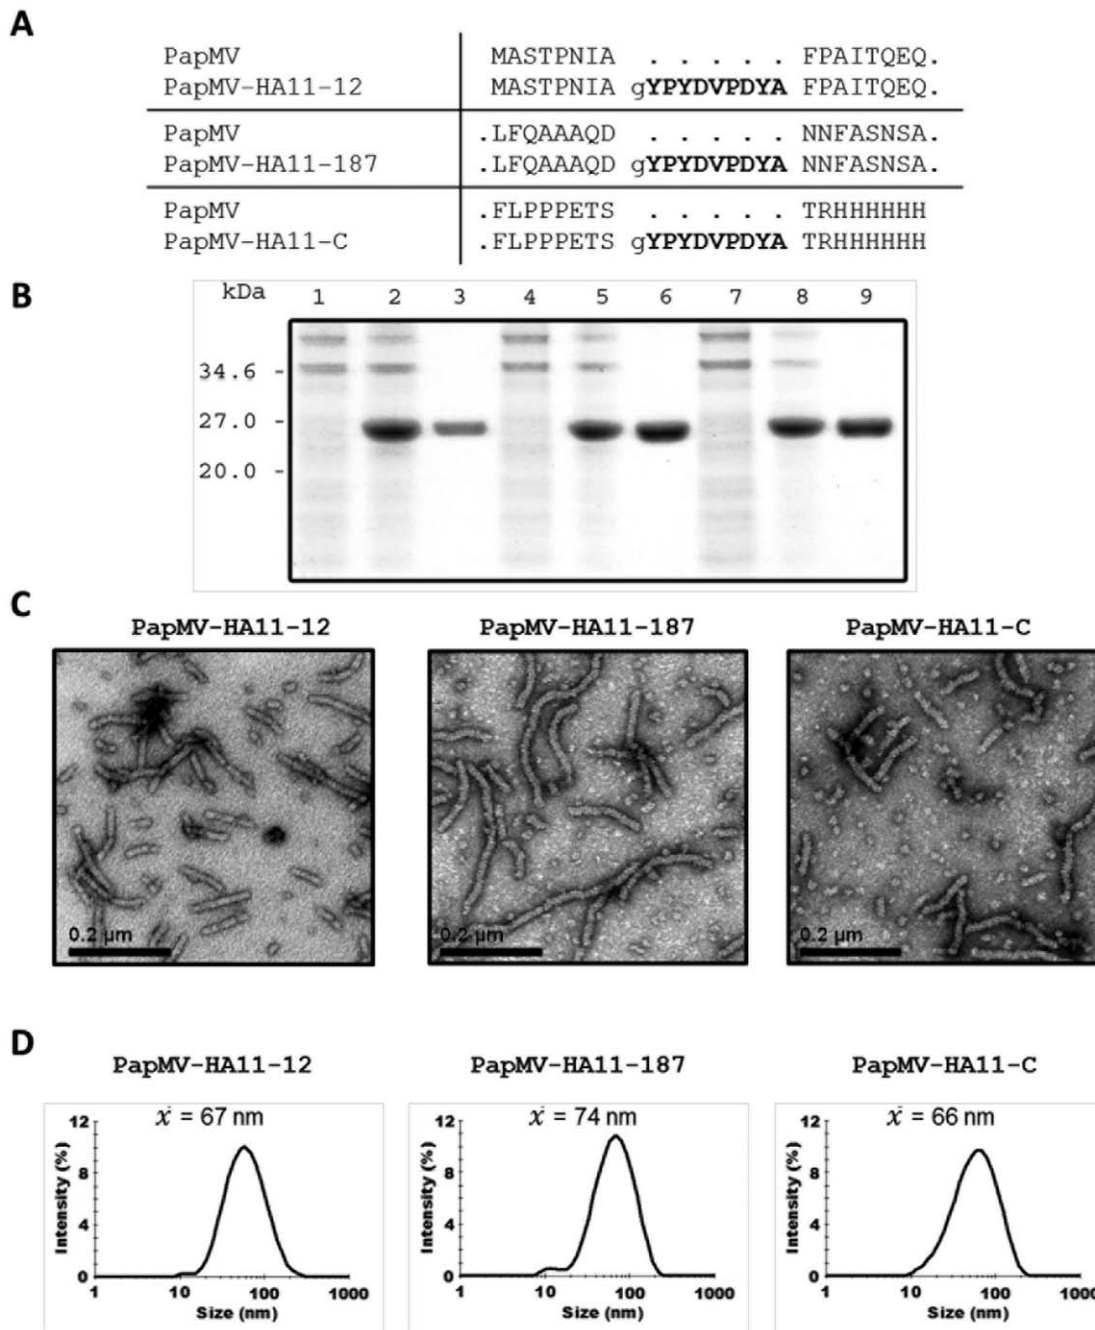 A
PapMV MASTPNIA . . . . . FPAITQEQ.
PapMV-HA11-12 MASTPNIA gYPYDVPDYA FPAITQEQ.
PapMV .LFQAAAQD . . . . . NNFASNSA.
PapMV-HA11-187 .LFQAAAQD gYPYDVPDYA NNFASNSA.
PapMV .FLPPPETS . . . . . TRHHHHHH
PapMV-HA11-C .FLPPPETS gYPYDVPDYA TRHHHHHH
B
kDa 1 2 3 4 5 6 7 8 9
34.6 -
27.0 -
20.0 -
C
PapMV-HA11-12 PapMV-HA11-187 PapMV-HA11-C
0.2 µm 0.2 µm 0.2 µm
D
PapMV-HA11-12 PapMV-HA11-187 PapMV-HA11-C
x̄ = 67 nm x̄ = 74 nm x̄ = 66 nm
12 12 12
8 8 8
4 4 4
0 0 0
Intensity (%) Intensity (%) Intensity (%)
1 10 100 1000 1 10 100 1000 1 10 100 1000
Size (nm) Size (nm) Size (nm)